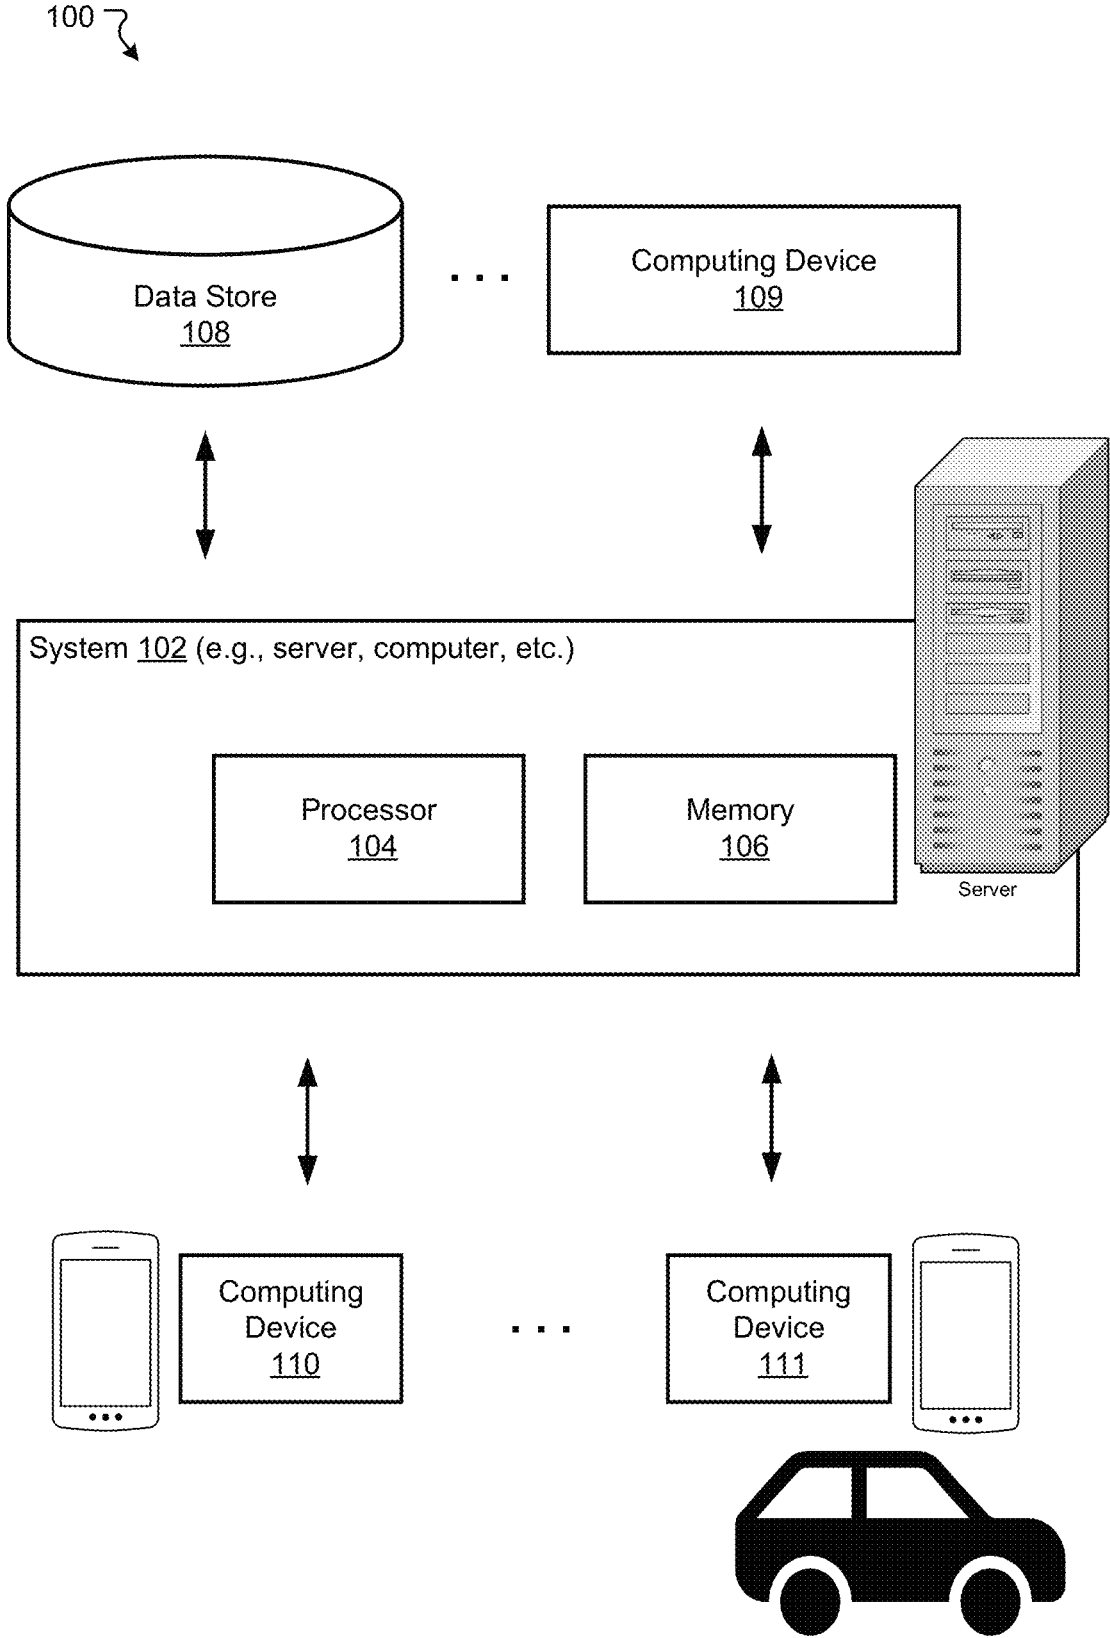 100
Data Store
108
. . .
Computing Device
109
System 102 (e.g., server, computer, etc.)
Processor
104
Memory
106
Server
Computing
Device
110
. . .
Computing
Device
111